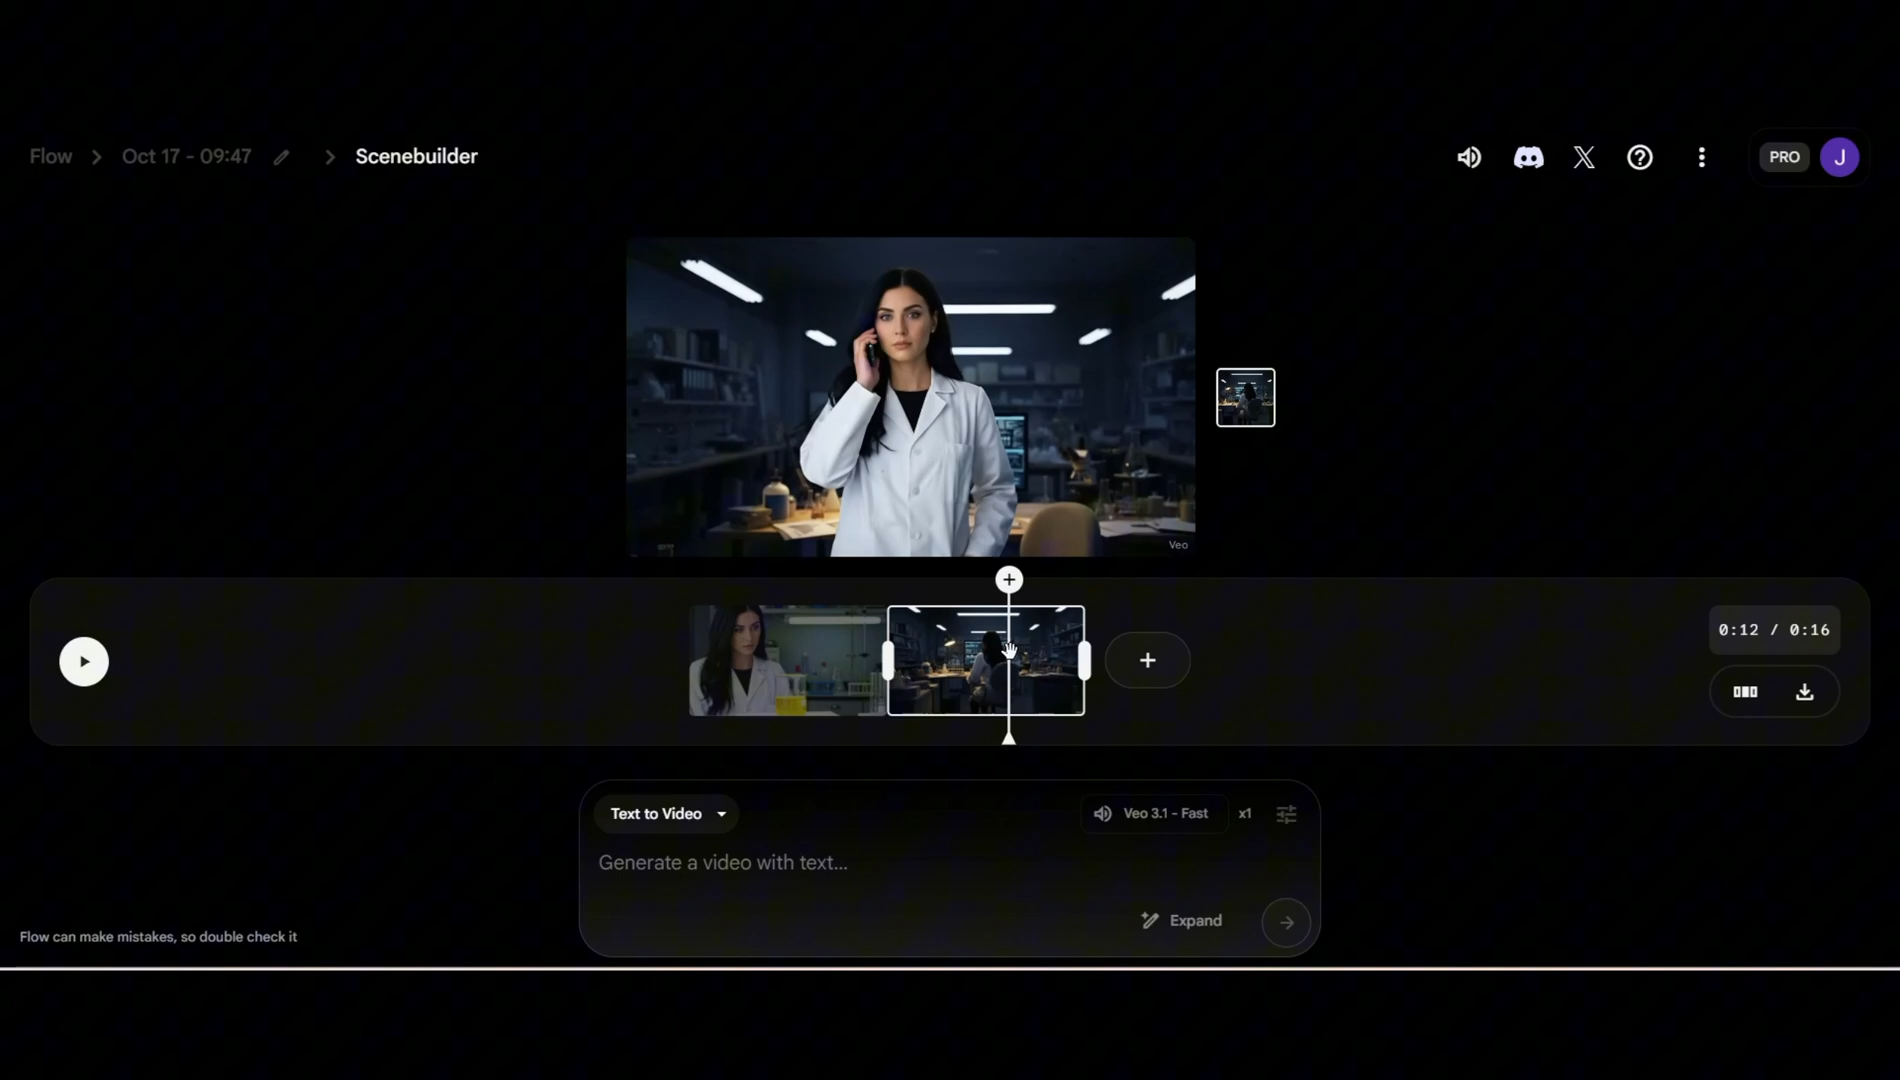 Flow
Oct 17 - 09:47
Scenebuilder
PRO
J
Veo
0:12 / 0:16
Text to Video
Veo 3.1 - Fast
x1
Generate a video with text...
Expand
Flow can make mistakes, so double check it